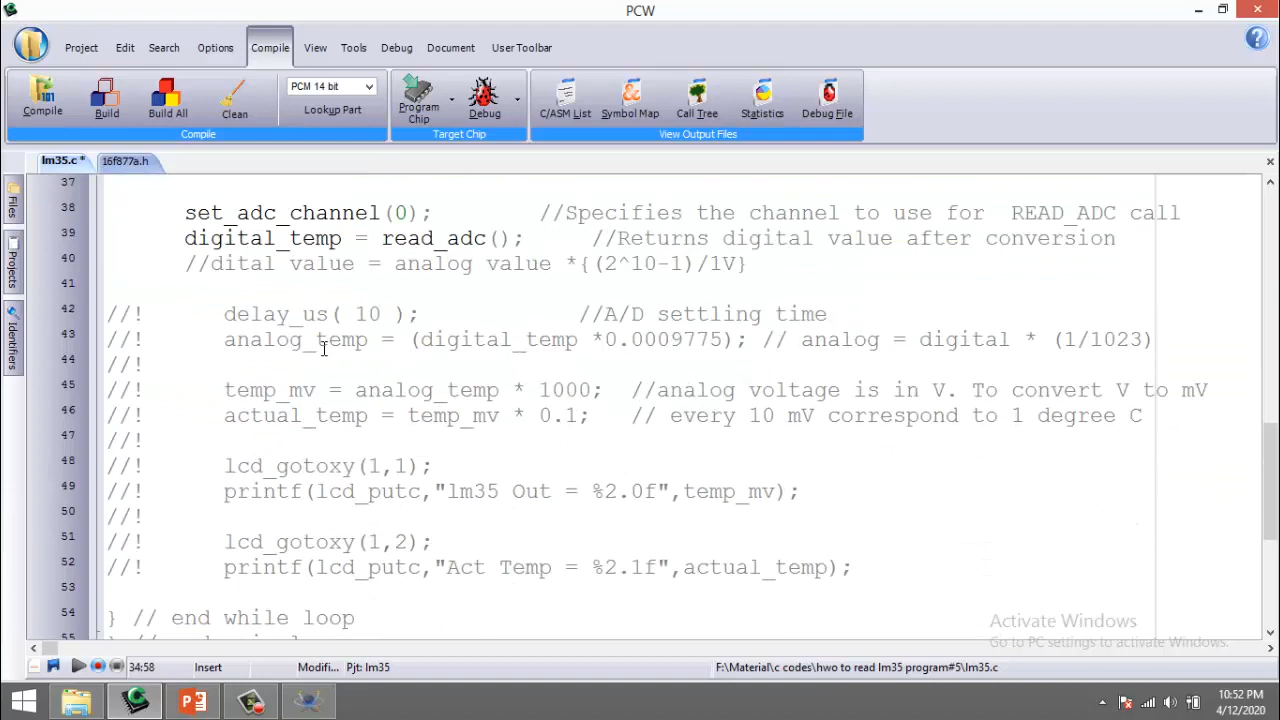 PCW
Project Edit Search Options Compile View Tools Debug Document User Toolbar
Compile Build Build All Clean PCM 14 bit Lookup Part Program Chip Debug C/ASM List Symbol Map Call Tree Statistics Debug File
Compile Target Chip View Output Files
lm35.c * 16f877a.h
Files
Projects
Identifiers
37
38 set_adc_channel(0); //Specifies the channel to use for READ_ADC call
39 digital_temp = read_adc(); //Returns digital value after conversion
40 //dital value = analog value *{(2^10-1)/1V}
41
42 //! delay_us( 10 ); //A/D settling time
43 //! analog_temp = (digital_temp *0.0009775); // analog = digital * (1/1023)
44 //!
45 //! temp_mv = analog_temp * 1000; //analog voltage is in V. To convert V to mV
46 //! actual_temp = temp_mv * 0.1; // every 10 mV correspond to 1 degree C
47 //!
48 //! lcd_gotoxy(1,1);
49 //! printf(lcd_putc,"lm35 Out = %2.0f",temp_mv);
50 //!
51 //! lcd_gotoxy(1,2);
52 //! printf(lcd_putc,"Act Temp = %2.1f",actual_temp);
53
54 } // end while loop
55
Activate Windows
Go to PC settings to activate Windows.
34:58 Insert Modifi... Pjt: lm35 F:\Material\c codes\hwo to read lm35 program#5\lm35.c
10:52 PM
4/12/2020